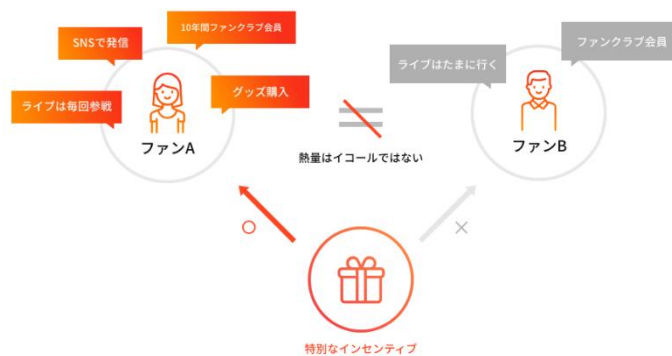 10年間ファンクラブ会員
SNSで発信
ファンクラブ会員
ライブはたまに行く
グッズ購入
ライブは毎回参戦
ファンA
ファンB
熱量はイコールではない
特別なインセンティブ